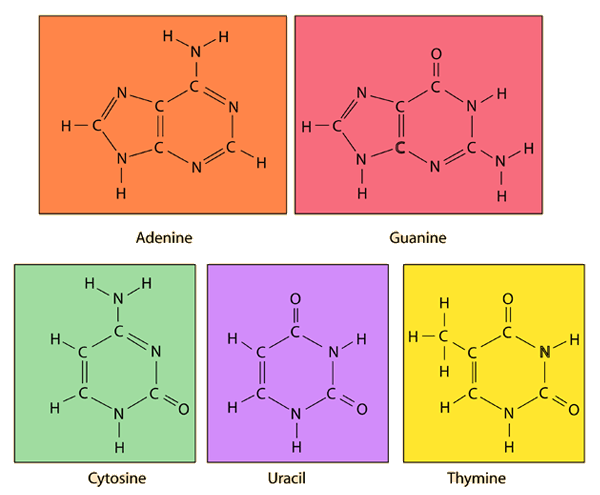 H H
N
C
N C N
H C
C C H
N N
H
Adenine
O
C
N C N H
H C
C C H
N N N
H H
Guanine
H H
N
C
H
C N
C C
H N O
H
Cytosine
O
C
H H
C N
C C
H N O
H
Uracil
H O
H C C
H C N H
C C
H N O
H
Thymine